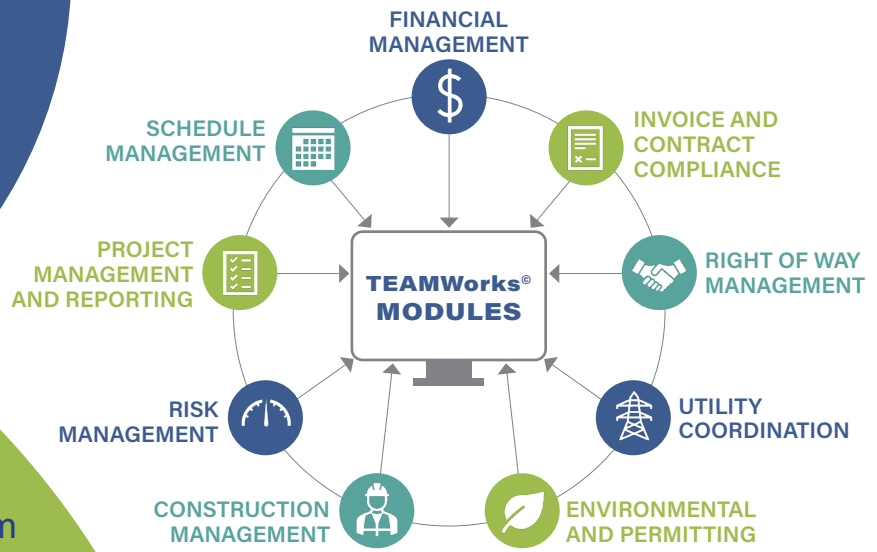 FINANCIAL
MANAGEMENT
SCHEDULE
MANAGEMENT
INVOICE AND
CONTRACT
COMPLIANCE
PROJECT
MANAGEMENT
AND REPORTING
TEAMWorks©
MODULES
RIGHT OF WAY
MANAGEMENT
RISK
MANAGEMENT
UTILITY
COORDINATION
CONSTRUCTION
MANAGEMENT
ENVIRONMENTAL
AND PERMITTING